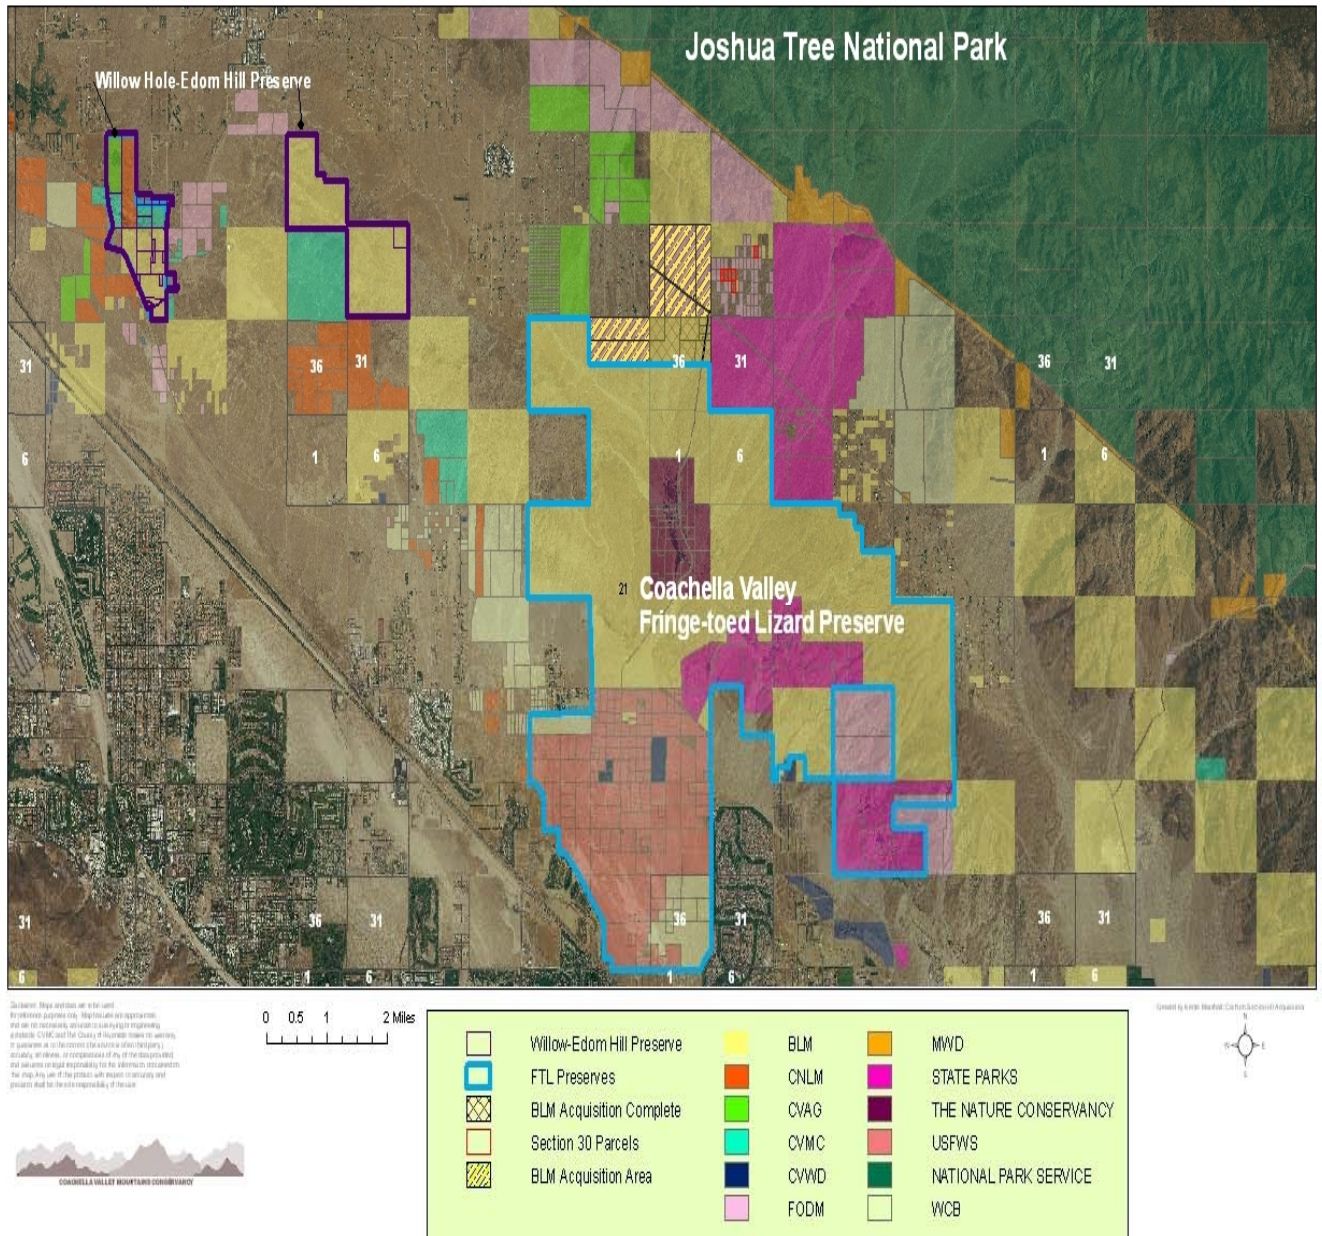 Joshua Tree National Park
Willow Hole-Edom Hill Preserve
31
36
31
36
31
36
31
6
1
6
1
6
1
6
21
Coachella Valley
Fringe-toed Lizard Preserve
31
36
31
36
31
36
31
6
1
6
1
6
1
6
0 0.5 1 2 Miles
N
W E
S
Willow-Edom Hill Preserve
FTL Preserves
BLM Acquisition Complete
Section 30 Parcels
BLM Acquisition Area
BLM
CNLM
CVAG
CVMC
CVWD
FODM
MWD
STATE PARKS
THE NATURE CONSERVANCY
USFWS
NATIONAL PARK SERVICE
WCB
COACHELLA VALLEY MOUNTAINS CONSERVANCY